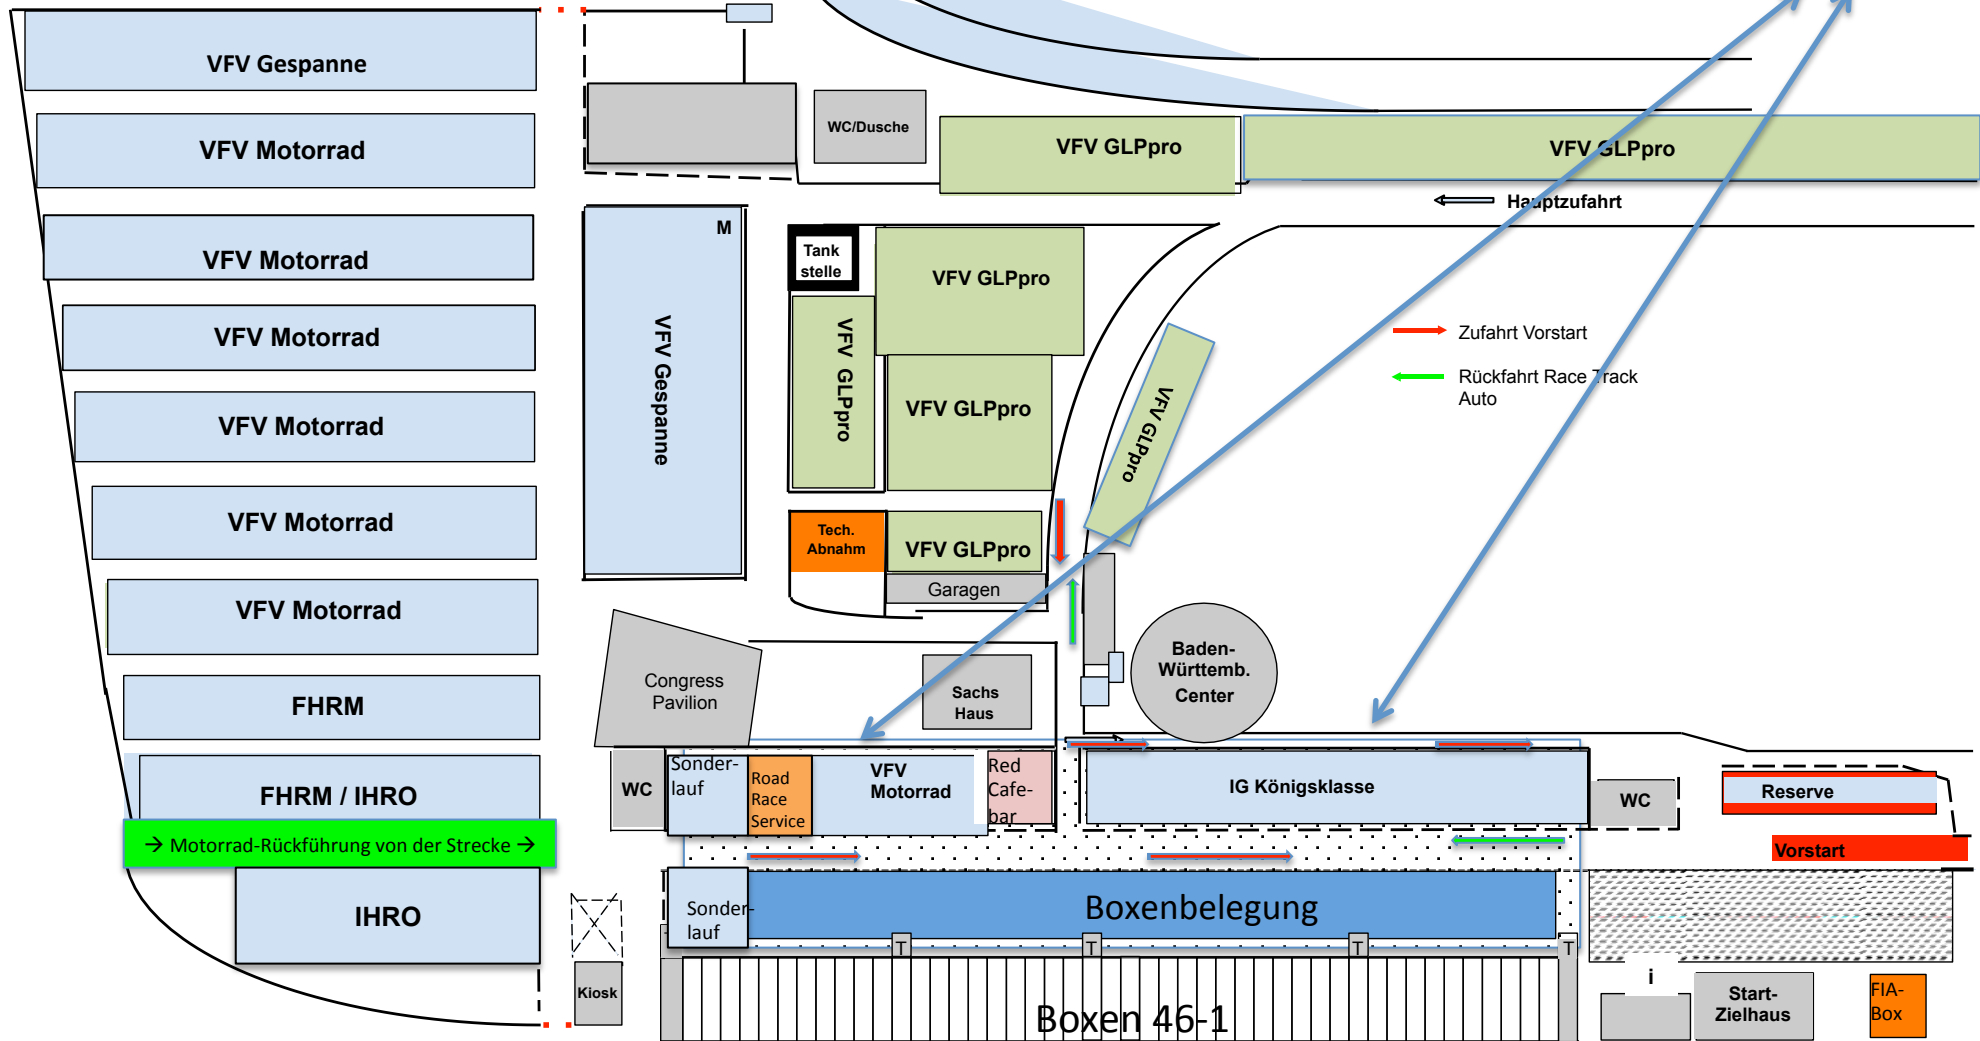 VFV Gespanne
VFV Motorrad
VFV Motorrad
VFV Motorrad
VFV Motorrad
VFV Motorrad
VFV Motorrad
FHRM
FHRM / IHRO
→ Motorrad-Rückführung von der Strecke →
IHRO
WC/Dusche
VFV GLPpro
VFV GLPpro
Hauptzufahrt
M
VFV Gespanne
Tank
stelle
VFV GLPpro
VFV GLPpro
VFV GLPpro
VFV GLPpro
Zufahrt Vorstart
Rückfahrt Race Track
Auto
Tech.
Abnahm
VFV GLPpro
Garagen
Congress
Pavilion
Sachs
Haus
Baden-
Württemb.
Center
WC
Sonder-
lauf
Road
Race
Service
VFV
Motorrad
Red
Cafe-
bar
IG Königsklasse
WC
Reserve
Vorstart
Sonder-
lauf
Boxenbelegung
T
T
T
T
Kiosk
Boxen 46-1
i
Start-
Zielhaus
FIA-
Box